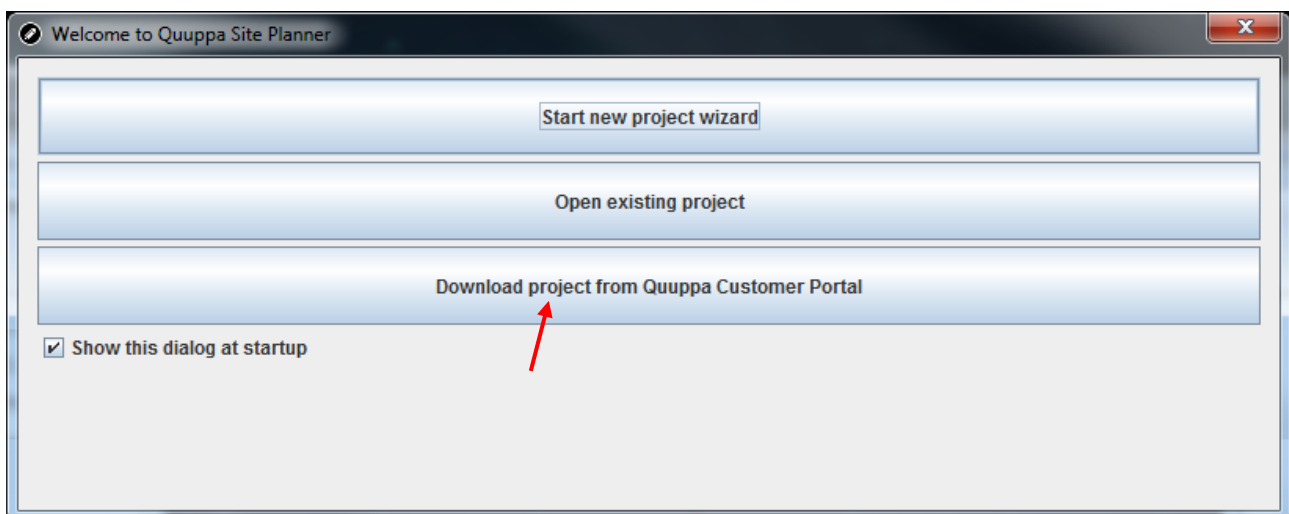 Welcome to Quuppa Site Planner
Start new project wizard
Open existing project
Download project from Quuppa Customer Portal
Show this dialog at startup